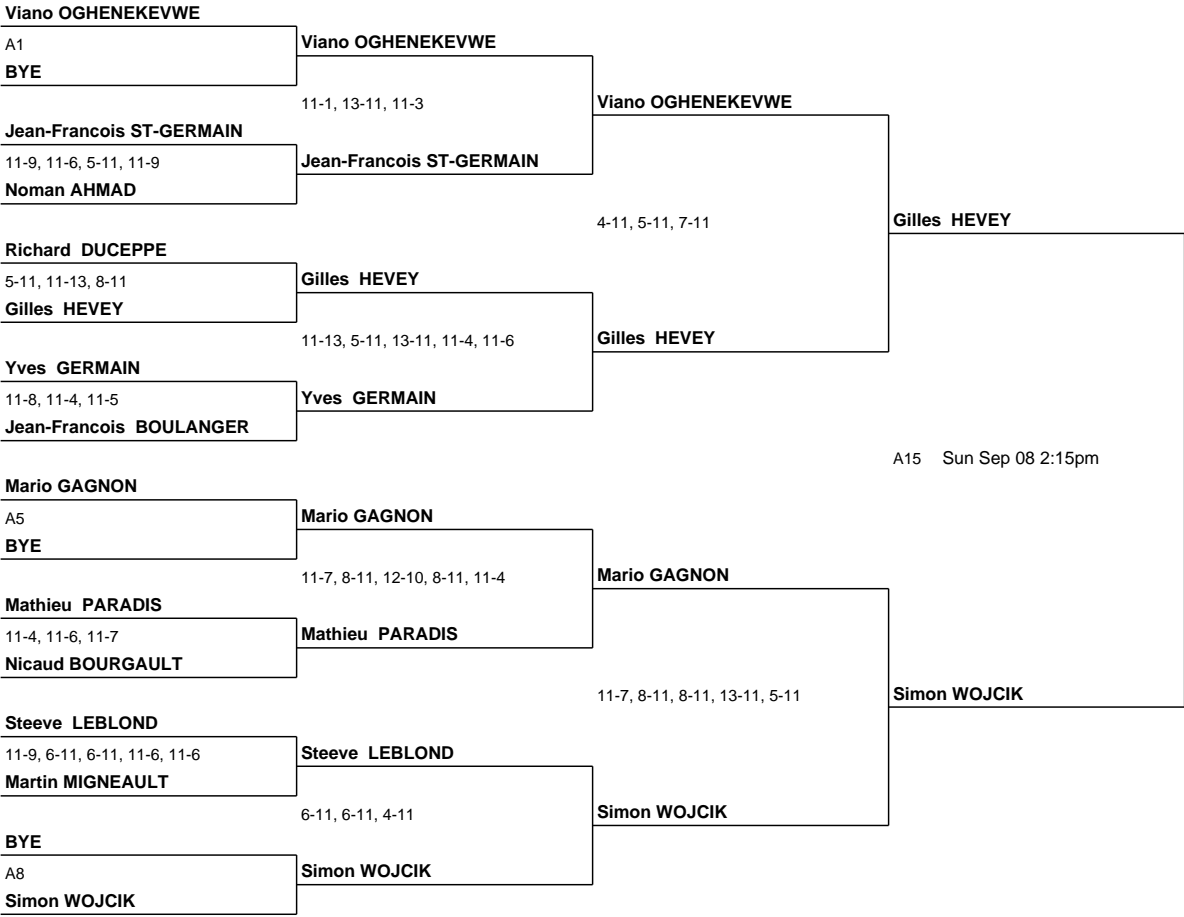 Viano OGHENEKEVWE
A1
BYE
Viano OGHENEKEVWE
11-1, 13-11, 11-3
Jean-Francois ST-GERMAIN
11-9, 11-6, 5-11, 11-9
Noman AHMAD
Jean-Francois ST-GERMAIN
Viano OGHENEKEVWE
4-11, 5-11, 7-11
Richard DUCEPPE
5-11, 11-13, 8-11
Gilles HEVEY
Gilles HEVEY
11-13, 5-11, 13-11, 11-4, 11-6
Yves GERMAIN
11-8, 11-4, 11-5
Jean-Francois BOULANGER
Yves GERMAIN
Gilles HEVEY
Gilles HEVEY
A15 Sun Sep 08 2:15pm
Mario GAGNON
A5
BYE
Mario GAGNON
11-7, 8-11, 12-10, 8-11, 11-4
Mathieu PARADIS
11-4, 11-6, 11-7
Nicaud BOURGAULT
Mathieu PARADIS
Mario GAGNON
11-7, 8-11, 8-11, 13-11, 5-11
Steeve LEBLOND
11-9, 6-11, 6-11, 11-6, 11-6
Martin MIGNEAULT
Steeve LEBLOND
6-11, 6-11, 4-11
BYE
A8
Simon WOJCIK
Simon WOJCIK
Simon WOJCIK
Simon WOJCIK